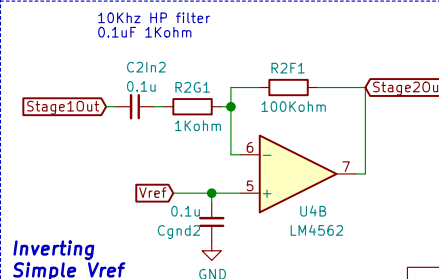 10Khz HP filter
0.1uF 1Kohm
C2In2
0.1u
R2G1
R2F1
Stage1Out
1Kohm
100Kohm
Stage2Ou
6
7
Vref
5
0.1u
Cgnd2
U4B
LM4562
GND
Inverting
Simple Vref